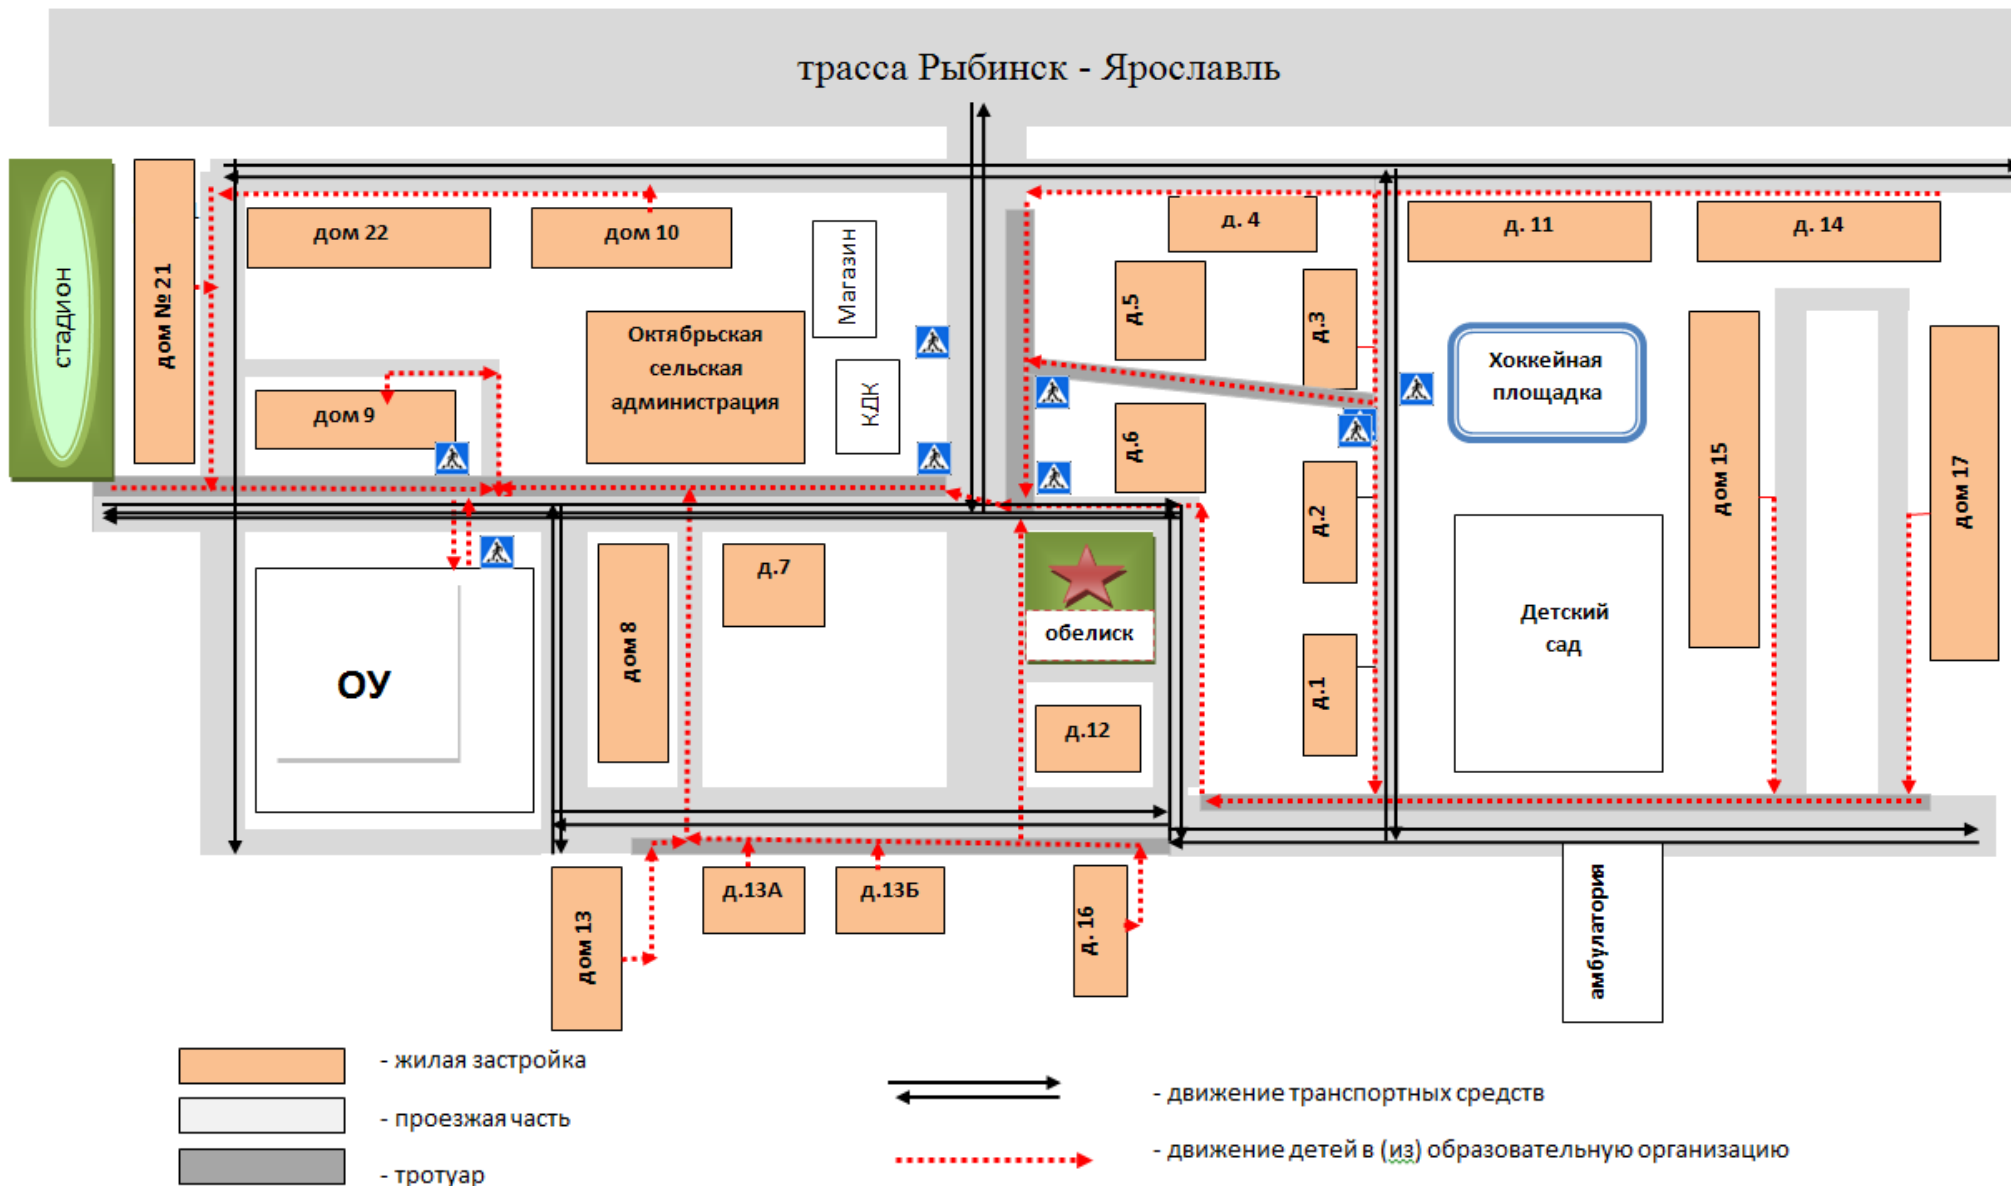 трасса Рыбинск - Ярославль
стадион
дом № 21
дом 22
дом 10
Магазин
д. 4
д. 11
д. 14
д.5
д.3
Октябрьская
сельская
администрация
КДК
дом 9
д.6
Хоккейная
площадка
дом 15
дом 17
д.2
дом 8
д.7
обелиск
Детский
сад
ОУ
д.1
д.12
дом 13
д.13А
д.13Б
д. 16
амбулатория
- жилая застройка
- проезжая часть
- тротуар
- движение транспортных средств
- движение детей в (из) образовательную организацию